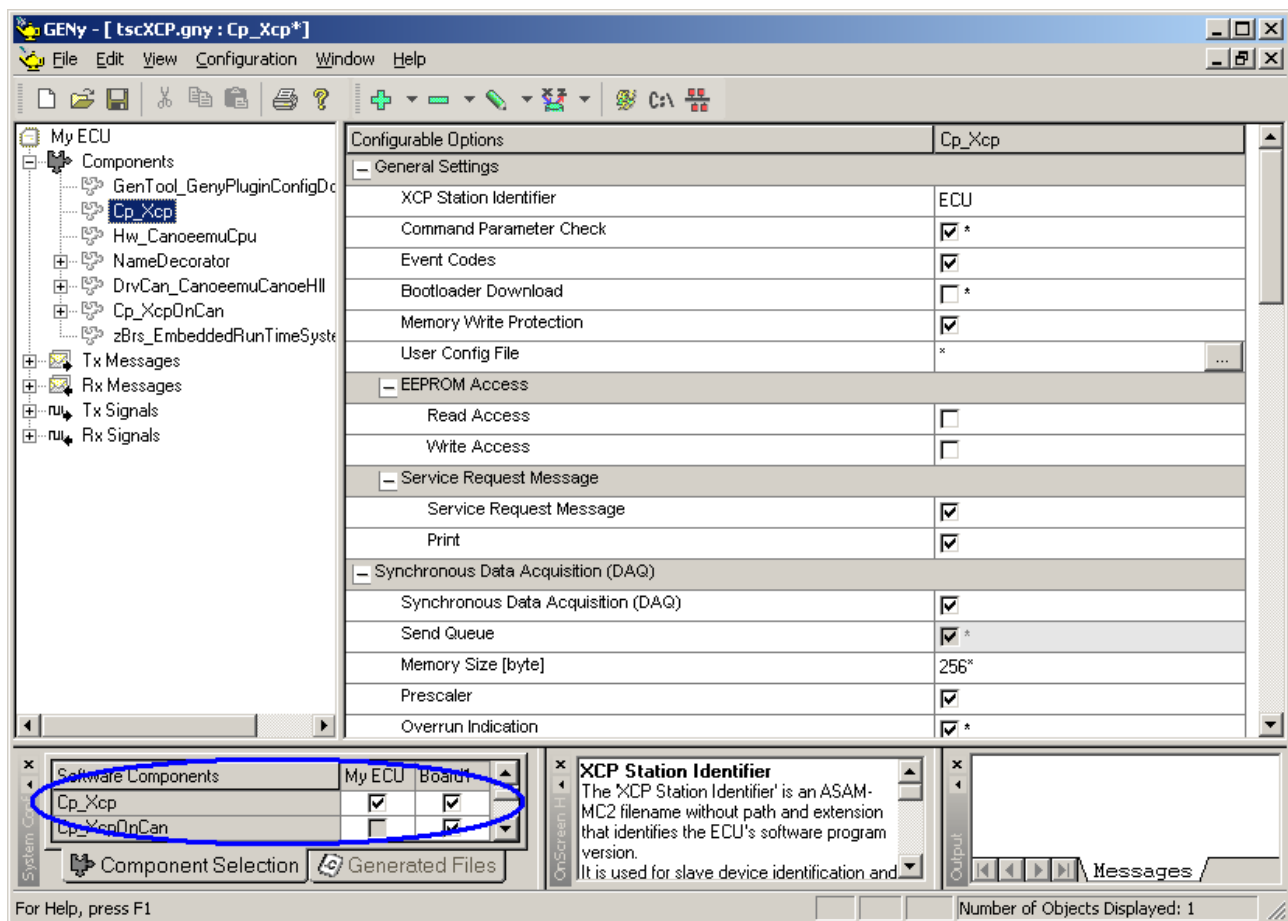 GENy - [ tscXCP.gny : Cp_Xcp*]
File Edit View Configuration Window Help
C:\
My ECU
Components
GenTool_GenyPluginConfigDo
Cp_Xcp
Hw_CanoeemuCpu
NameDecorator
DrvCan_CanoeemuCanoeHll
Cp_XcpOnCan
zBrs_EmbeddedRunTimeSyste
Tx Messages
Rx Messages
Tx Signals
Rx Signals
Configurable Options Cp_Xcp
General Settings
XCP Station Identifier ECU
Command Parameter Check *
Event Codes
Bootloader Download *
Memory Write Protection
User Config File * ...
EEPROM Access
Read Access
Write Access
Service Request Message
Service Request Message
Print
Synchronous Data Acquisition (DAQ)
Synchronous Data Acquisition (DAQ)
Send Queue *
Memory Size [byte] 256*
Prescaler
Overrun Indication *
System Conf
Software Components My ECU Board1
Cp_Xcp
Cp_XcpOnCan
Component Selection Generated Files
OnScreen H
XCP Station Identifier
The 'XCP Station Identifier' is an ASAM-
MC2 filename without path and extension
that identifies the ECU's software program
version.
It is used for slave device identification and
Output
Messages
For Help, press F1 Number of Objects Displayed: 1